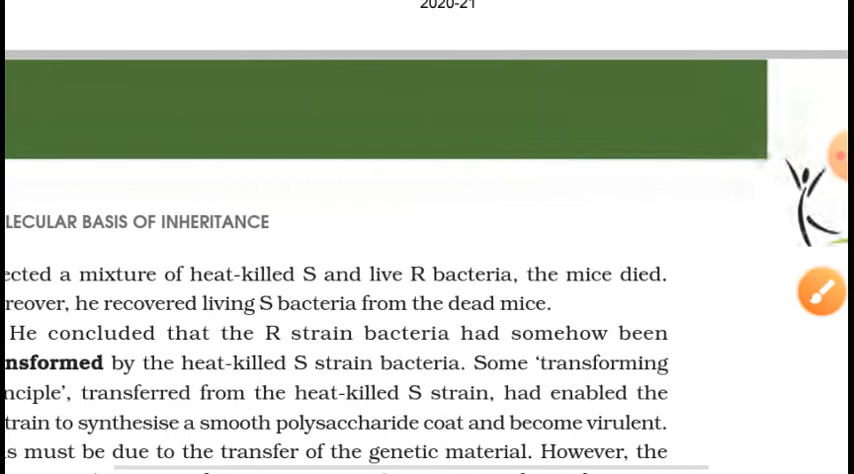 2020-21
LECULAR BASIS OF INHERITANCE
ected a mixture of heat-killed S and live R bacteria, the mice died.
reover, he recovered living S bacteria from the dead mice.
He concluded that the R strain bacteria had somehow been
nsformed by the heat-killed S strain bacteria. Some ‘transforming
nciple’, transferred from the heat-killed S strain, had enabled the
train to synthesise a smooth polysaccharide coat and become virulent.
s must be due to the transfer of the genetic material. However, the